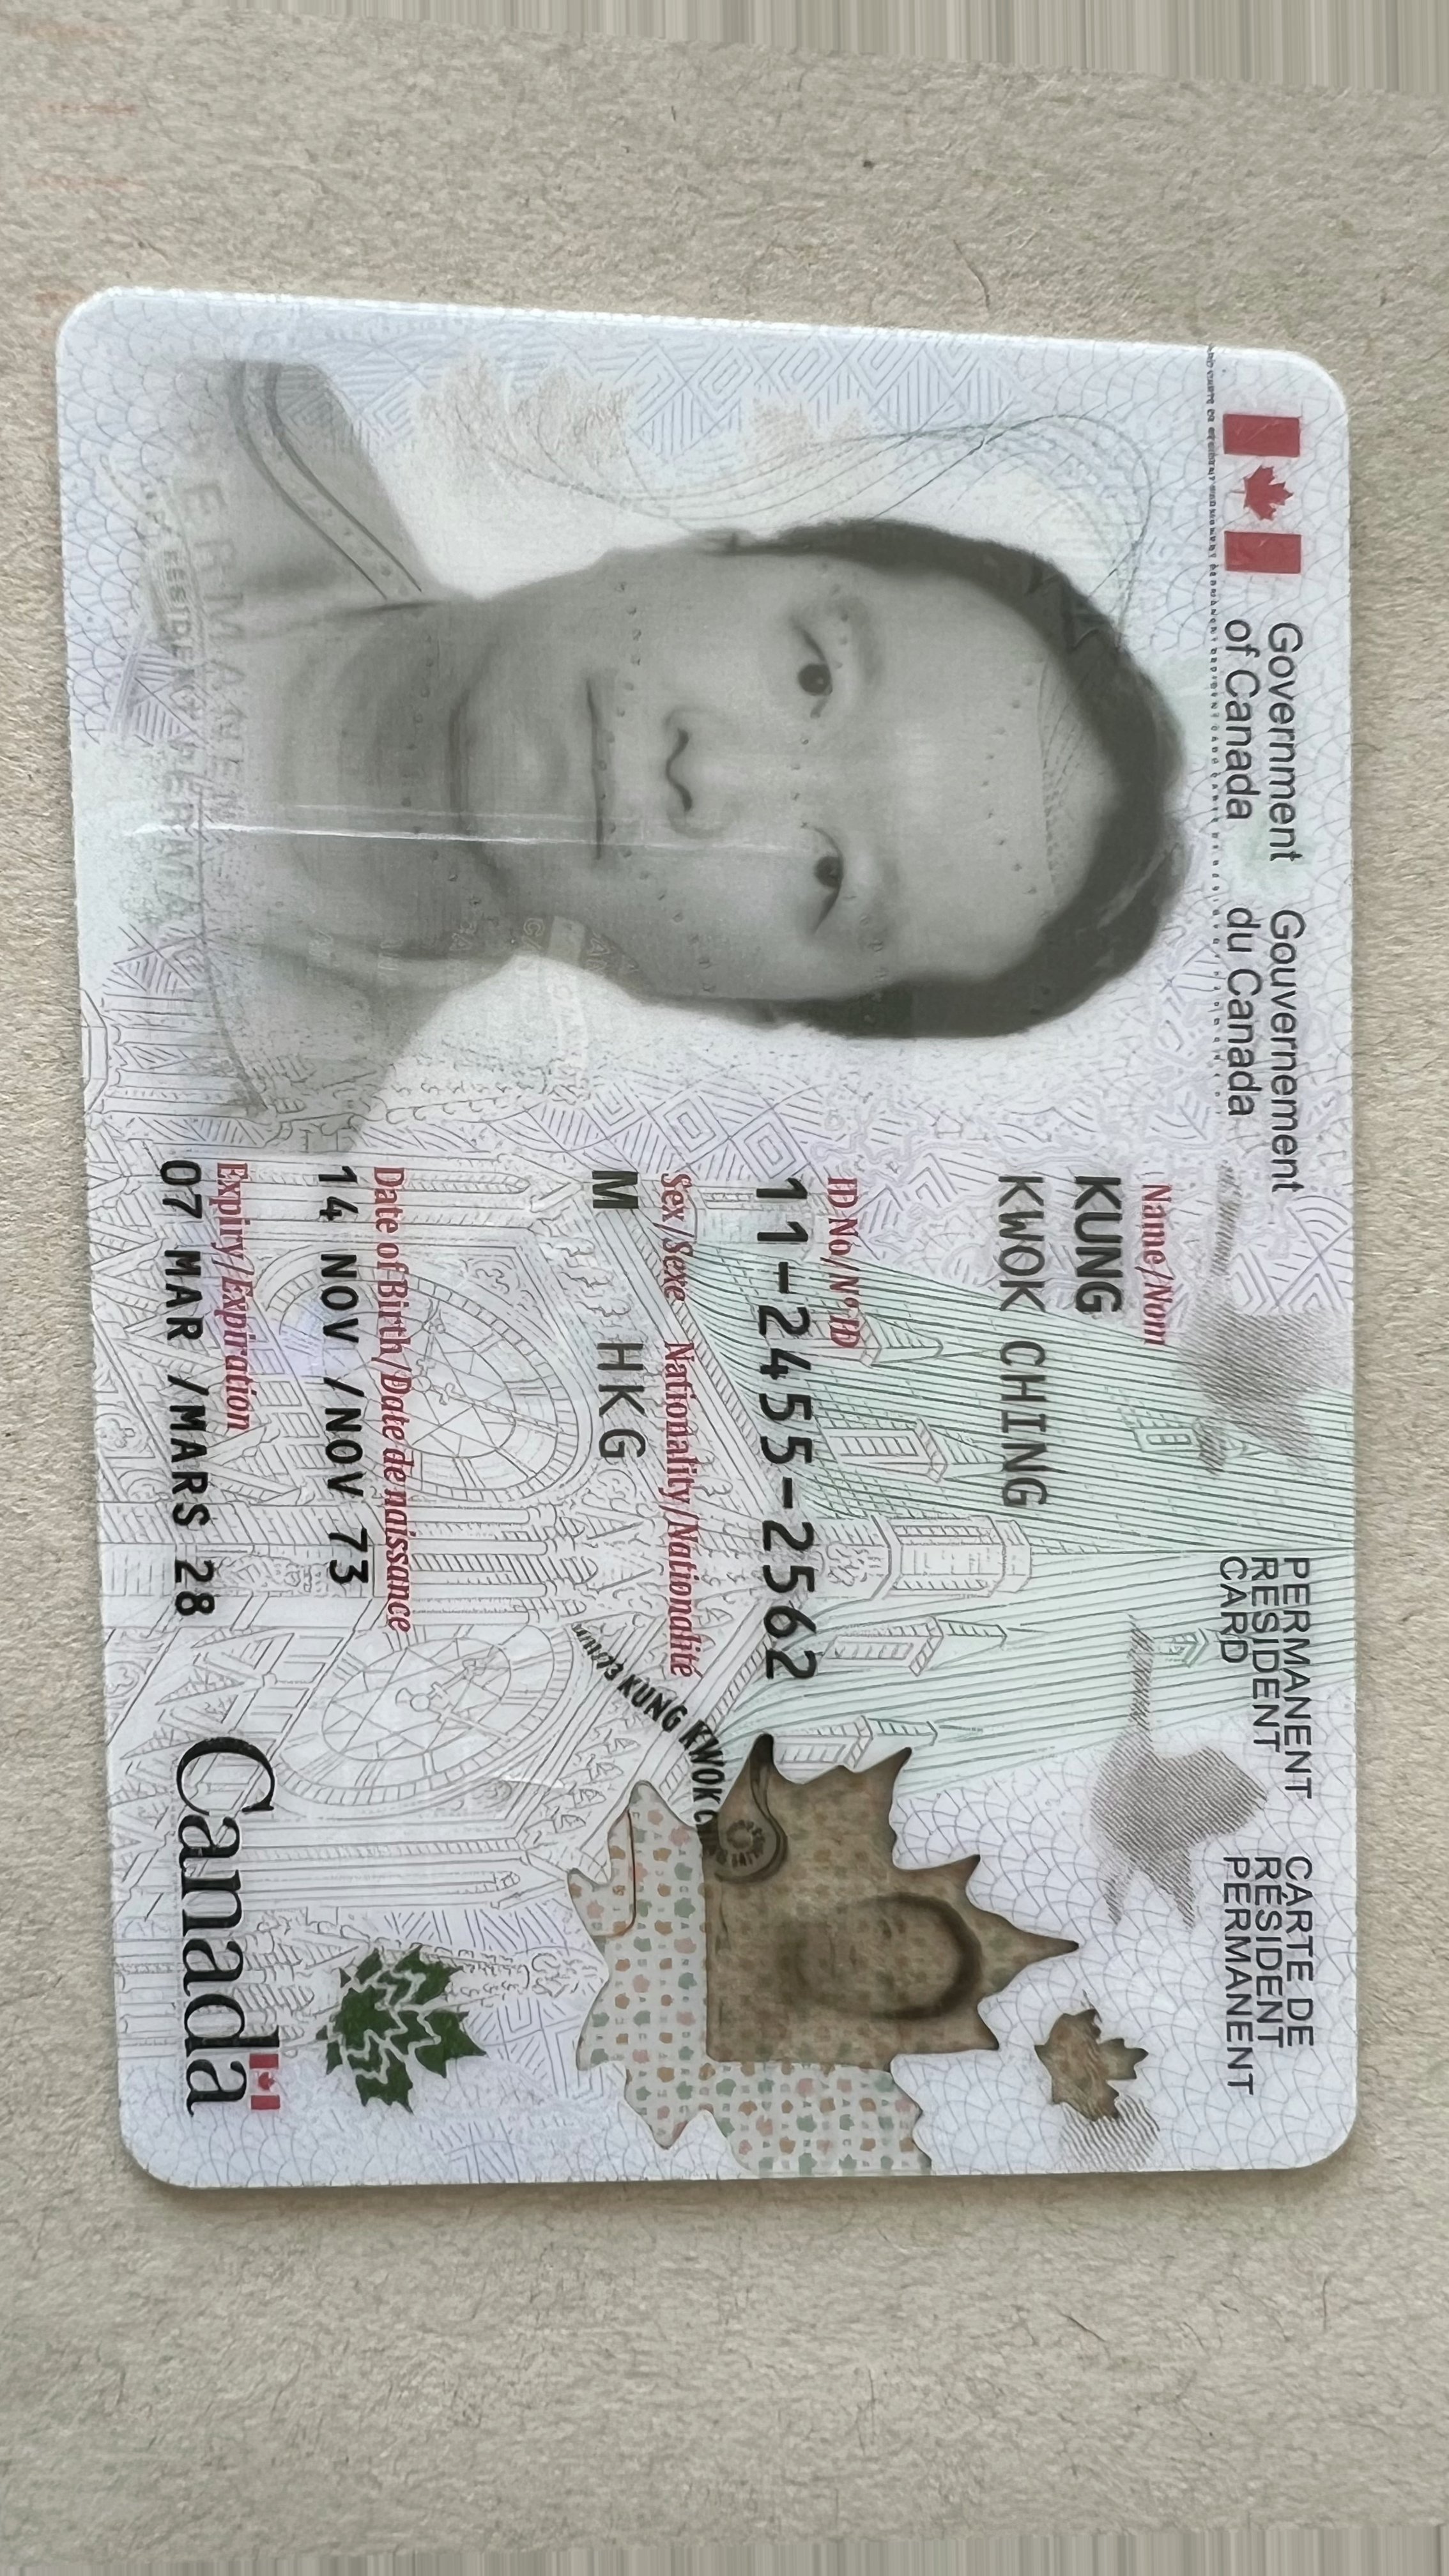 Government
of Canada
Gouvernement
du Canada
PERMANENT
RESIDENT
CARD
CARTE DE
RÉSIDENT
PERMANENT
Name/Nom
KUNG
KWOK CHING
ID No/Nº ID
11-2455-2562
Sex/Sexe Nationality/Nationalité
M HKG
Date of Birth/Date de naissance
14 NOV /NOV 73
Expiry/Expiration
07 MAR /MARS 28
KUNG KWOK
Canada